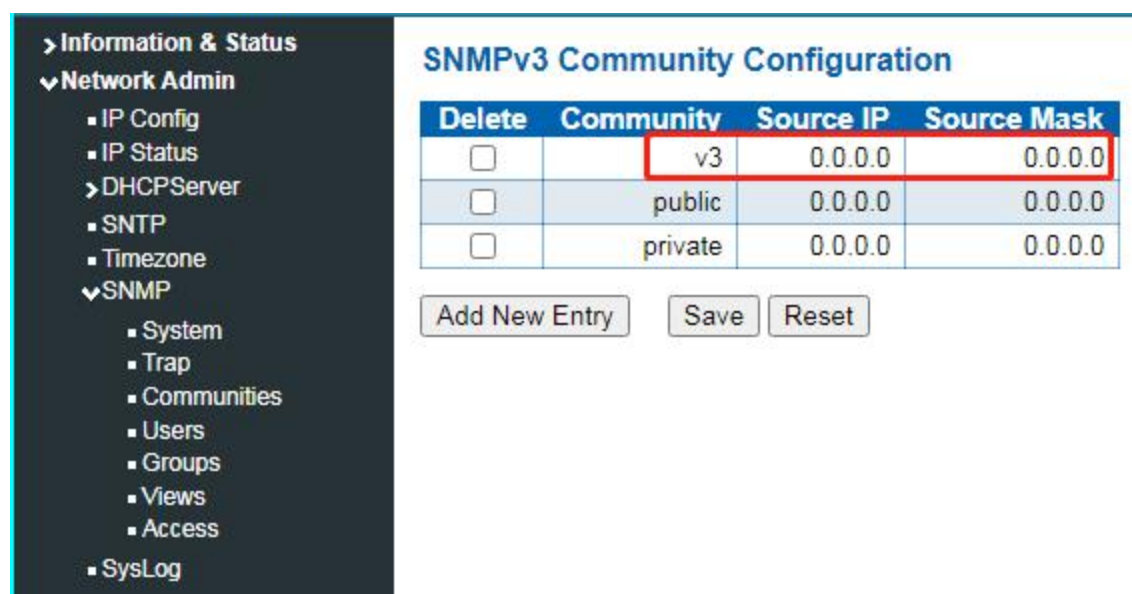 Information & Status
Network Admin
IP Config
IP Status
DHCPServer
SNTP
Timezone
SNMP
System
Trap
Communities
Users
Groups
Views
Access
SysLog
SNMPv3 Community Configuration
Delete Community Source IP Source Mask
v3 0.0.0.0 0.0.0.0
public 0.0.0.0 0.0.0.0
private 0.0.0.0 0.0.0.0
Add New Entry Save Reset